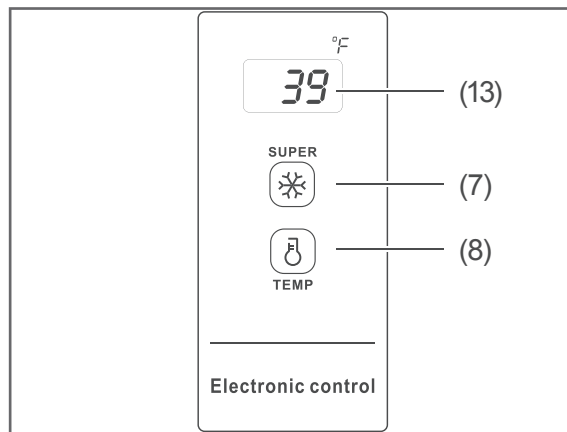 °F
39
(13)
SUPER
(7)
(8)
TEMP
Electronic control